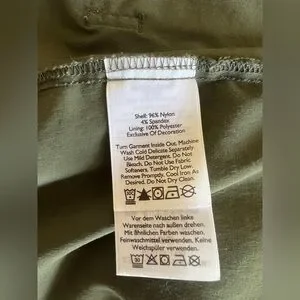 Shell: 96% Nylon
4% Spandex
Lining: 100% Polyester
Exclusive Of Decoration
Turn Garment Inside Out. Machine
Wash Cold Delicate Separately
Use Mild Detergent. Do Not
Bleach. Do Not Use Fabric
Softeners. Tumble Dry Low.
Remove Promptly. Cool Iron As
Desired. Do Not Dry Clean
Vor dem Waschen linke
Warenseite nach außen drehen.
Mit ähnlichen Farben waschen.
Feinwaschmittel verwenden. Keine
Weichspüler verwenden.